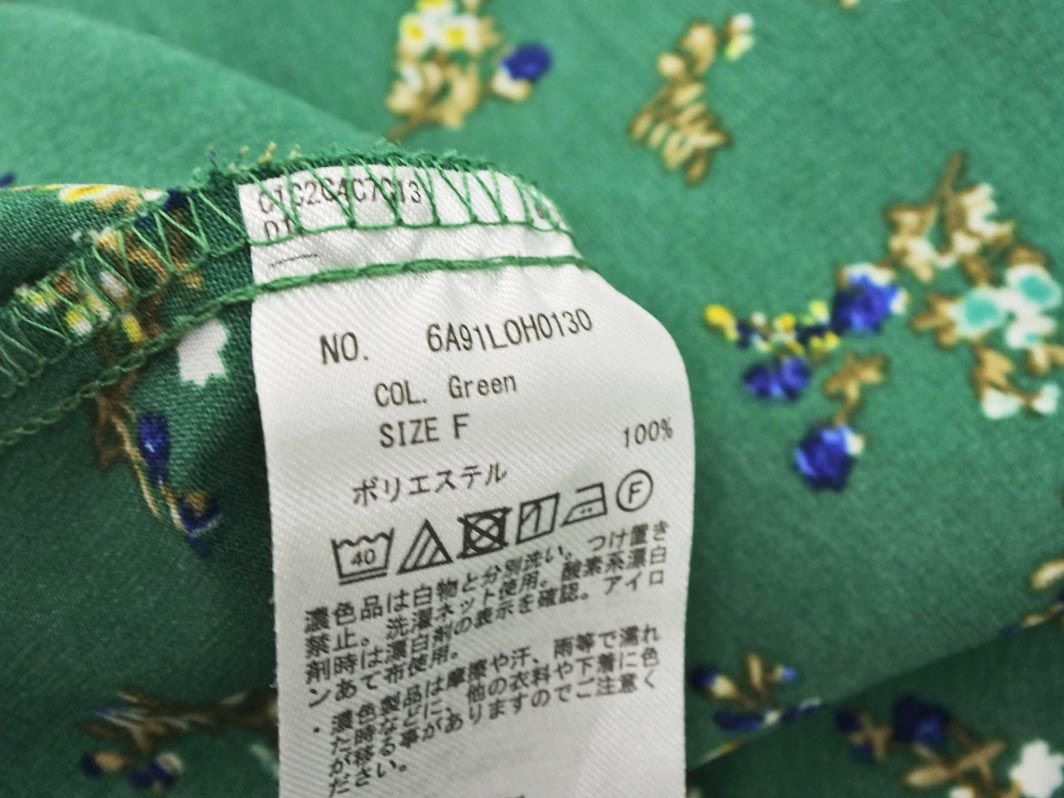 C1C2C4C7C13
NO. 6A91LOH0130
COL. Green
SIZE F
100%
ポリエステル
40
F
濃色品は白物と分別洗い。つけ置き
禁止。洗濯ネット使用。酸素系漂白
剤時は漂白剤の表示を確認。アイロ
ンあて布使用。
・濃色製品は摩擦や汗、雨等で濡れ
た時などに、他の衣料や下着に色
が移る事がありますのでご注意く
ださい。